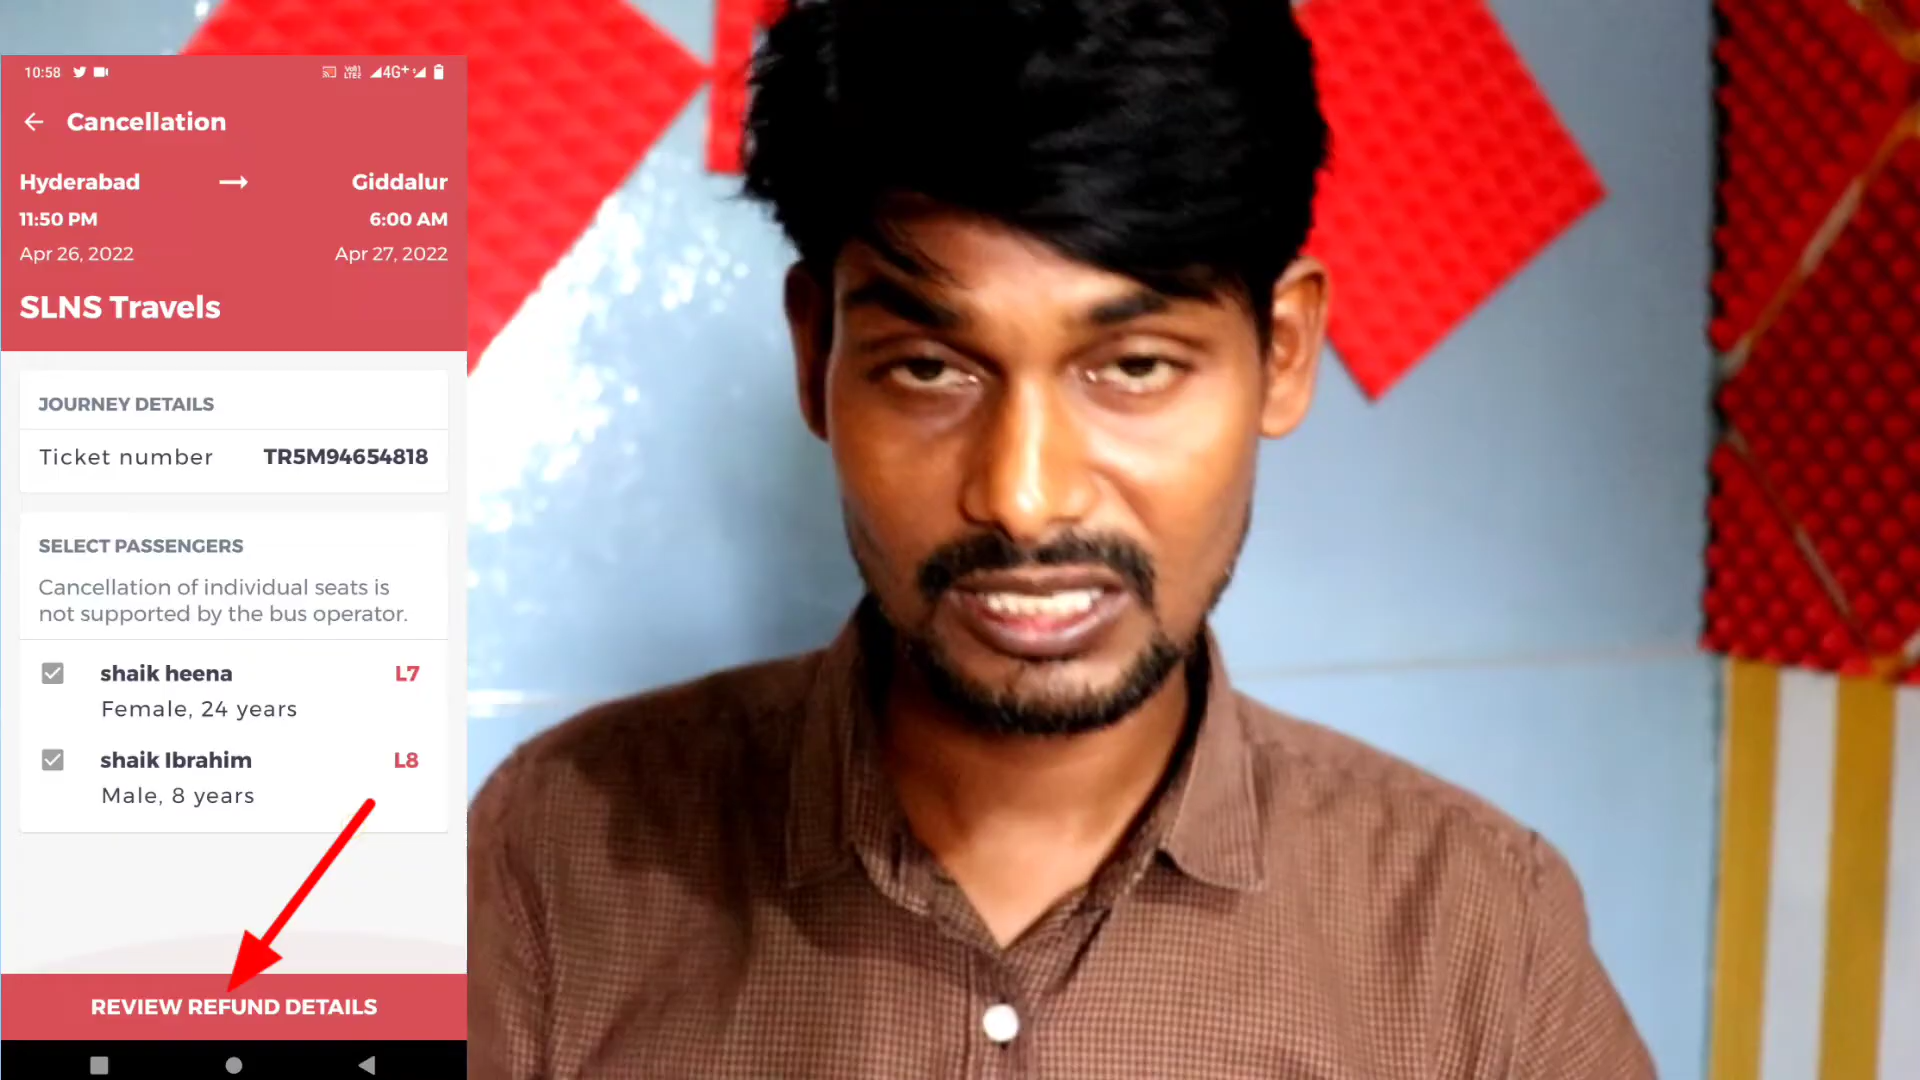 10:58
4G+
Cancellation
Hyderabad → Giddalur
11:50 PM 6:00 AM
Apr 26, 2022 Apr 27, 2022
SLNS Travels
JOURNEY DETAILS
Ticket number TR5M94654818
SELECT PASSENGERS
Cancellation of individual seats is
not supported by the bus operator.
shaik heena L7
Female, 24 years
shaik Ibrahim L8
Male, 8 years
REVIEW REFUND DETAILS